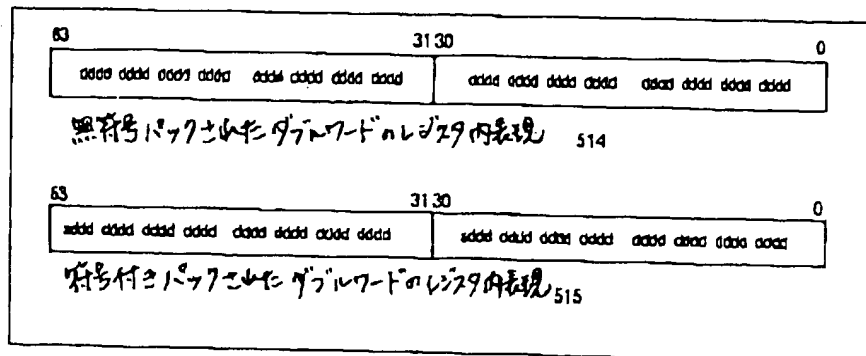 63 31 30 0
dddd dddd dddd dddd dddd dddd dddd dddd dddd dddd dddd dddd dddd dddd dddd dddd
無符号パックされたダブルワードのレジスタ内表現 514
63 31 30 0
sddd dddd dddd dddd dddd dddd dddd dddd sddd dddd dddd dddd dddd dddd dddd dddd
符号付きパックされたダブルワードのレジスタ内表現 515